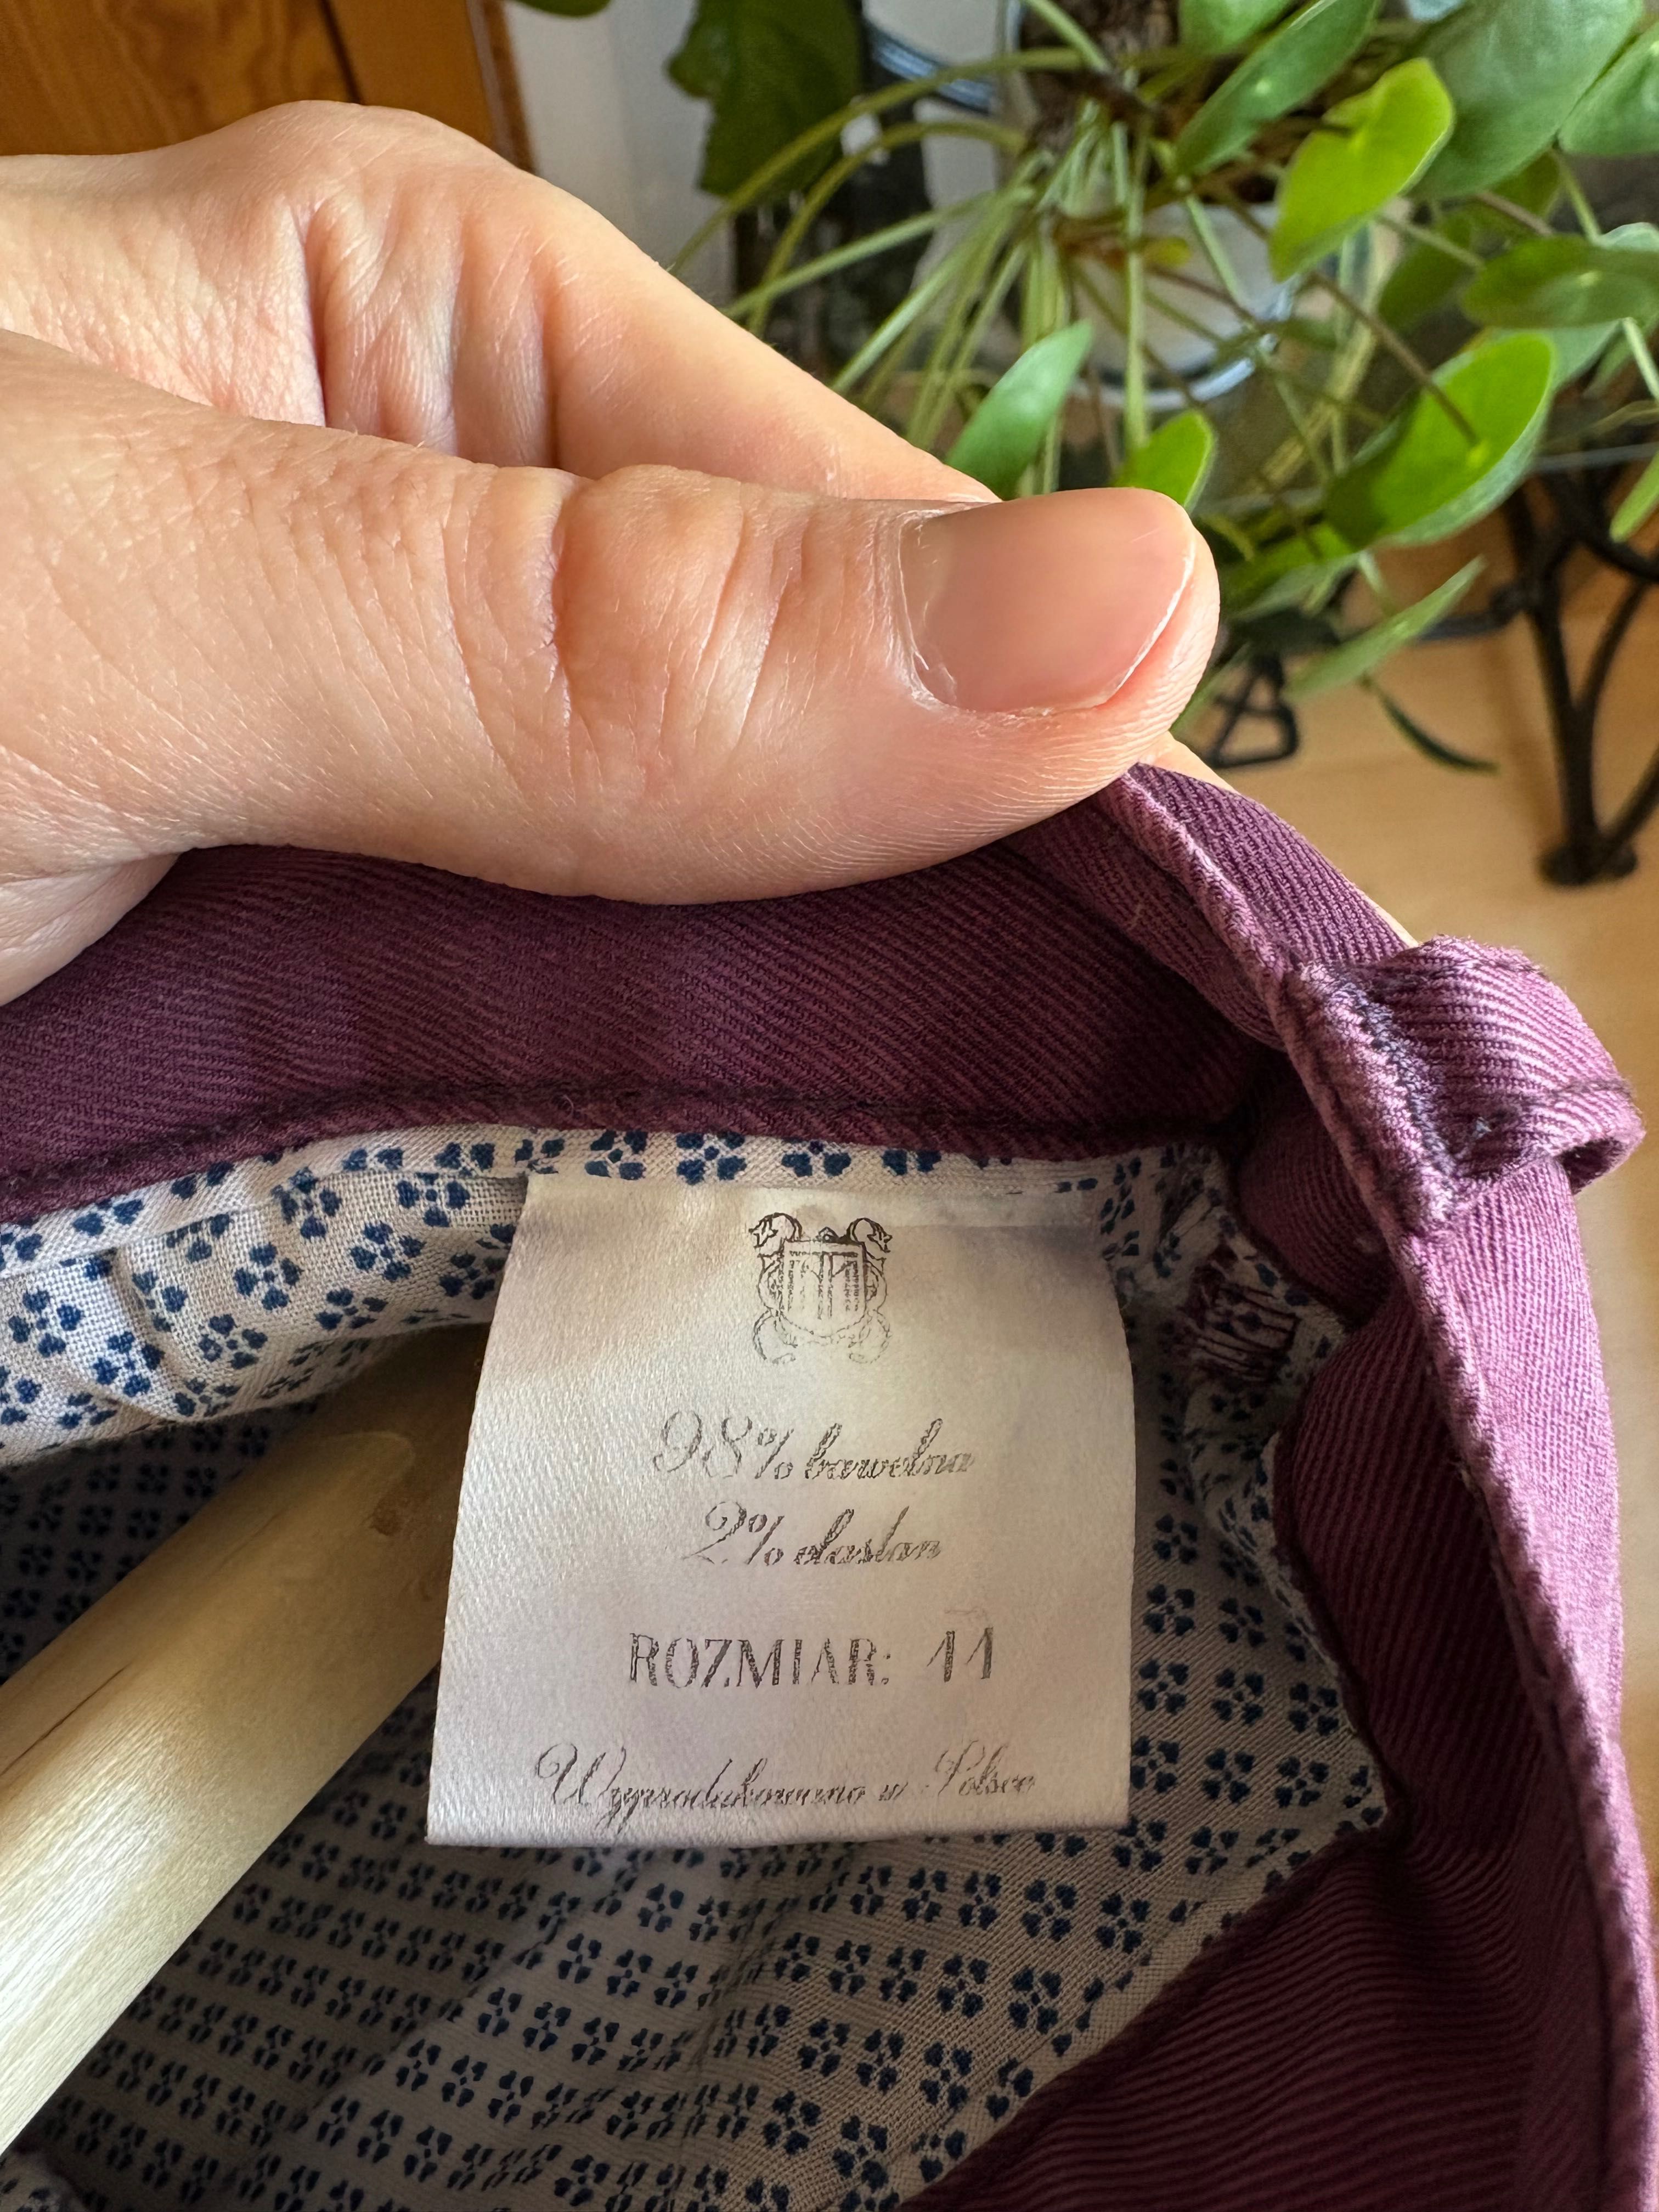 98% bawełna
2% elastan
ROZMIAR: 11
Wyprodukowano w Polsce